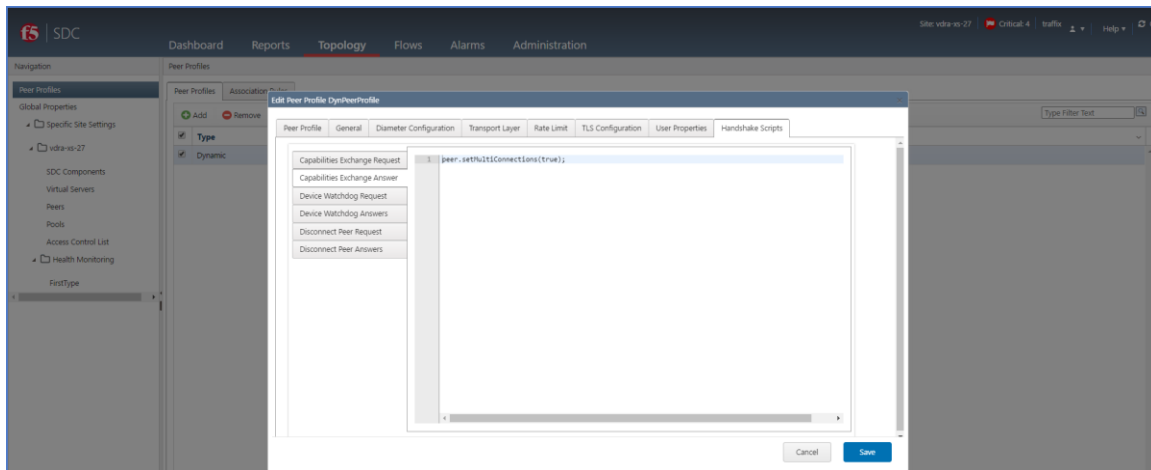 f5 SDC
Site: vdra-xs-27 Critical: 4 traffix Help
Dashboard Reports Topology Flows Alarms Administration
Navigation
Peer Profiles
Peer Profiles
Global Properties
Specific Site Settings
vdra-xs-27
SDC Components
Virtual Servers
Peers
Pools
Access Control List
Health Monitoring
FirstType
Peer Profiles Association Rules
Add Remove
Type Filter Text
Type
Dynamic
Edit Peer Profile DynPeerProfile
Peer Profile General Diameter Configuration Transport Layer Rate Limit TLS Configuration User Properties Handshake Scripts
Capabilities Exchange Request
Capabilities Exchange Answer
Device Watchdog Request
Device Watchdog Answers
Disconnect Peer Request
Disconnect Peer Answers
1 peer.setMultiConnections(true);
Cancel Save